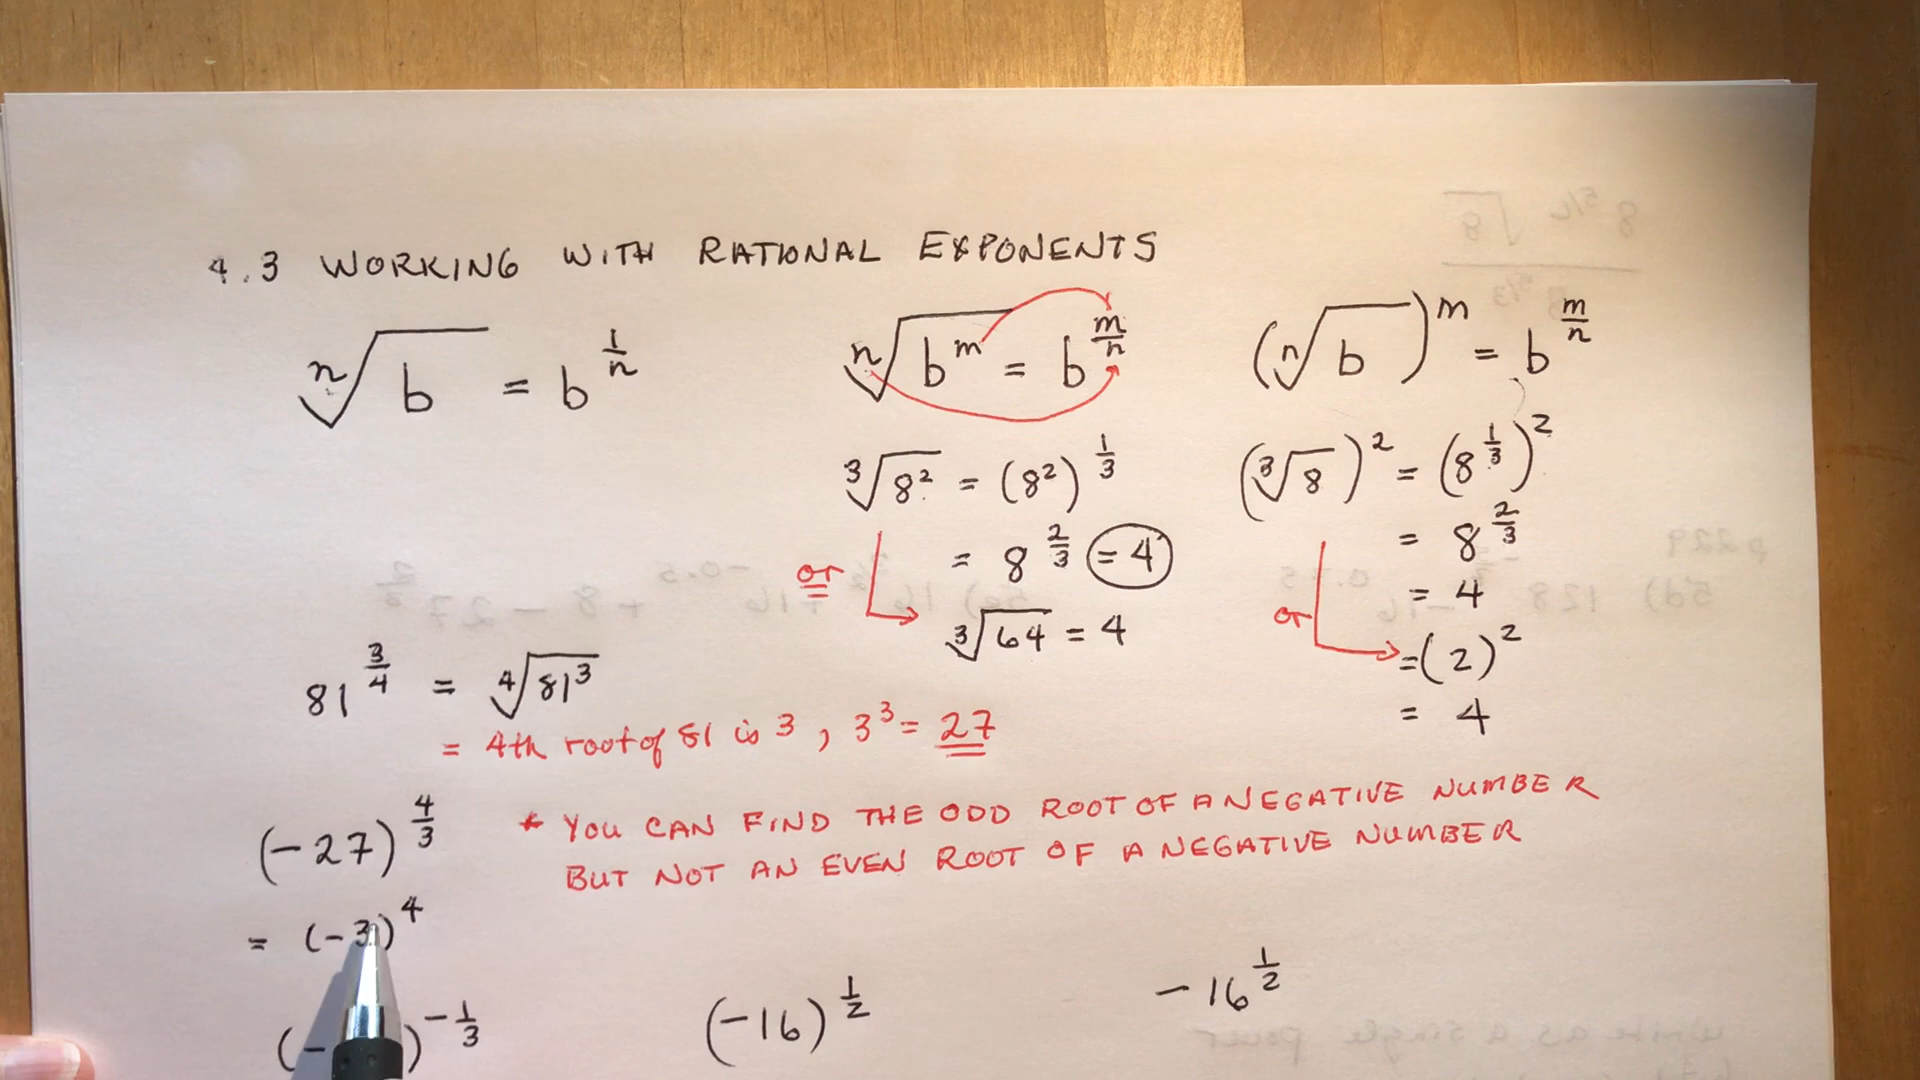 4.3 WORKING WITH RATIONAL EXPONENTS
ⁿ√b = b^(1/n)
ⁿ√(b^m) = b^(m/n)
(ⁿ√b)^m = b^(m/n)
³√(8²) = (8²)^(1/3)
= 8^(2/3) = 4
or
³√64 = 4
(³√8)² = (8^(1/3))²
= 8^(2/3)
= 4
or
= (2)²
= 4
81^(3/4) = ⁴√(81³)
= 4th root of 81 is 3, 3³ = 27
(-27)^(4/3)
* YOU CAN FIND THE ODD ROOT OF A NEGATIVE NUMBER
BUT NOT AN EVEN ROOT OF A NEGATIVE NUMBER
= (-3)⁴
(- )^(-1/3)
(-16)^(1/2)
-16^(1/2)